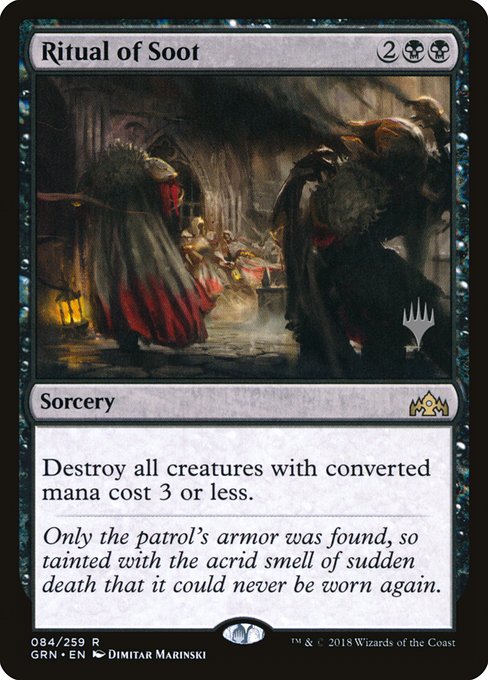 Ritual of Soot 2
Sorcery
Destroy all creatures with converted
mana cost 3 or less.
Only the patrol's armor was found, so
tainted with the acrid smell of sudden
death that it could never be worn again.
084/259 R
GRN • EN Dimitar Marinski
™ & © 2018 Wizards of the Coast